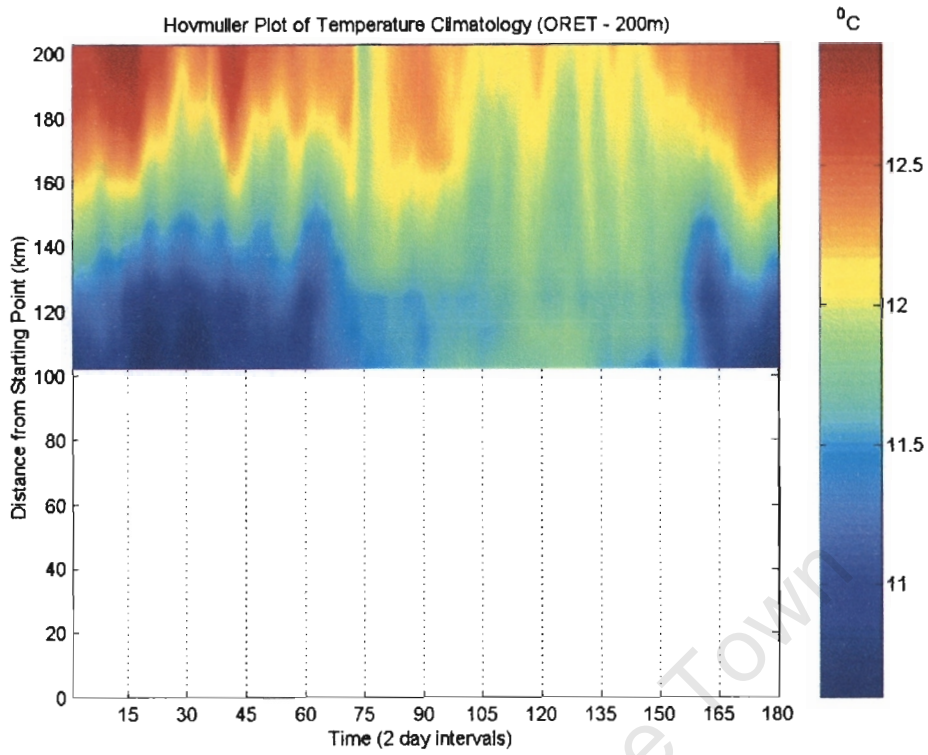 Hovmuller Plot of Temperature Climatology (ORET - 200m)
0C
200
180
160
140
120
100
80
60
40
20
0
Distance from Starting Point (km)
15 30 45 60 75 90 105 120 135 150 165 180
Time (2 day intervals)
12.5
12
11.5
11
Town